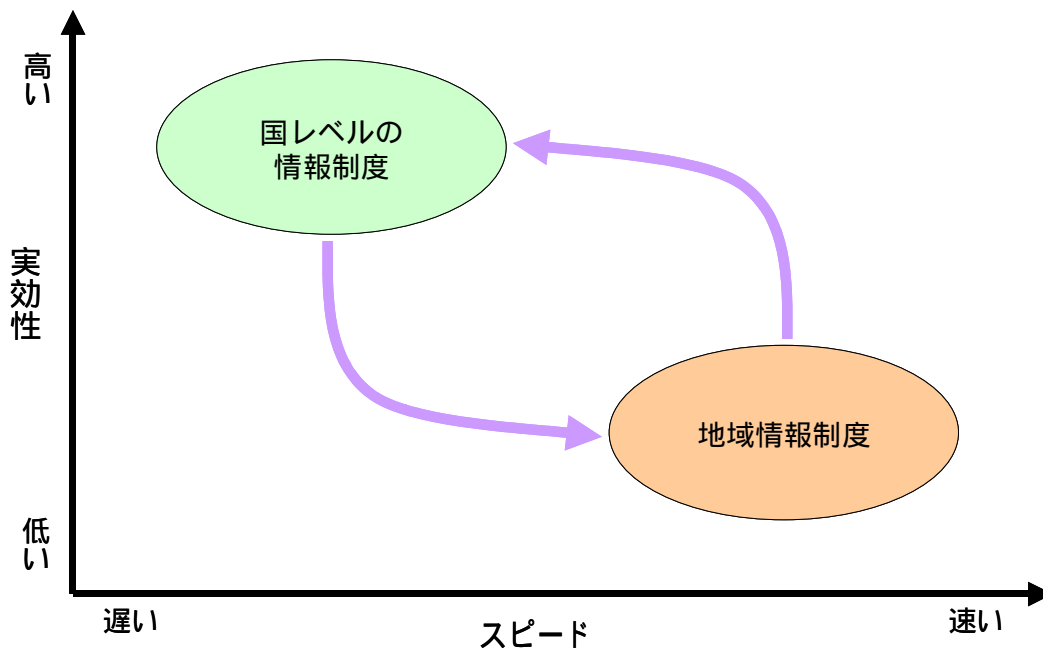 高い
国レベルの
情報制度
実効性
地域情報制度
低い
遅い
スピード
速い